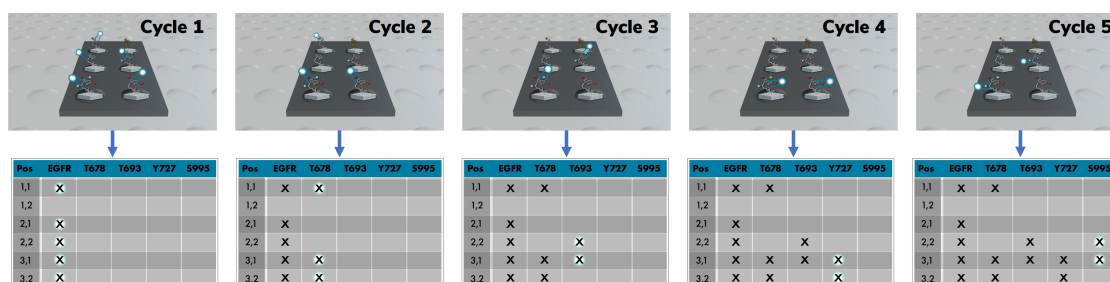 Cycle 1 Cycle 2 Cycle 3 Cycle 4 Cycle 5
Pos EGFR T678 T693 Y727 S995 Pos EGFR T678 T693 Y727 S995 Pos EGFR T678 T693 Y727 S995 Pos EGFR T678 T693 Y727 S995 Pos EGFR T678 T693 Y727 S995
1,1 X 1,1 X X 1,1 X X 1,1 X X 1,1 X X
1,2 1,2 1,2 1,2 1,2
2,1 X 2,1 X 2,1 X 2,1 X 2,1 X
2,2 X 2,2 X 2,2 X X 2,2 X X 2,2 X X X
3,1 X 3,1 X X 3,1 X X X 3,1 X X X X 3,1 X X X X X
3,2 X 3,2 X X 3,2 X X 3,2 X X X 3,2 X X X